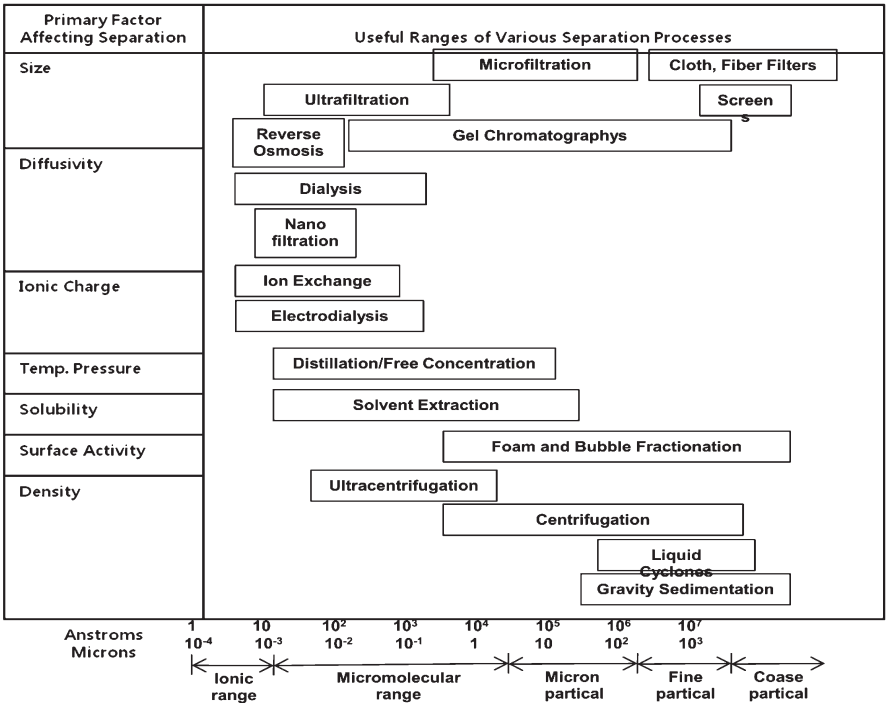 Primary Factor
Affecting Separation
Useful Ranges of Various Separation Processes
Size
Microfiltration
Cloth, Fiber Filters
Ultrafiltration
Screen
s
Reverse
Osmosis
Gel Chromatographys
Diffusivity
Dialysis
Nano
filtration
Ionic Charge
Ion Exchange
Electrodialysis
Temp. Pressure
Distillation/Free Concentration
Solubility
Solvent Extraction
Surface Activity
Foam and Bubble Fractionation
Density
Ultracentrifugation
Centrifugation
Liquid
Cyclones
Gravity Sedimentation
Anstroms 1 10 10² 10³ 10⁴ 10⁵ 10⁶ 10⁷
Microns 10⁻⁴ 10⁻³ 10⁻² 10⁻¹ 1 10 10² 10³
Ionic
range
Micromolecular
range
Micron
partical
Fine
partical
Coase
partical